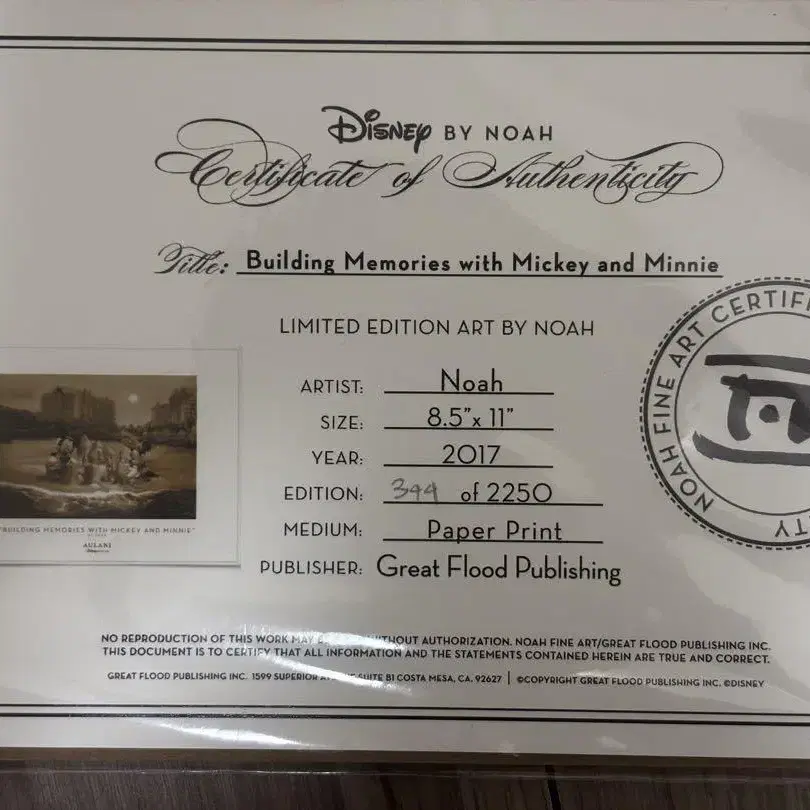 Disney BY NOAH
Certificate of Authenticity
Title: Building Memories with Mickey and Minnie
LIMITED EDITION ART BY NOAH
ARTIST: Noah
SIZE: 8.5"x 11"
YEAR: 2017
EDITION: 344 of 2250
MEDIUM: Paper Print
PUBLISHER: Great Flood Publishing
NOAH FINE ART CERTIF
TY
"BUILDING MEMORIES WITH MICKEY AND MINNIE"
AULANI
NO REPRODUCTION OF THIS WORK MAY WITHOUT AUTHORIZATION. NOAH FINE ART/GREAT FLOOD PUBLISHING INC.
THIS DOCUMENT IS TO CERTIFY THAT ALL INFORMATION AND THE STATEMENTS CONTAINED HEREIN ARE TRUE AND CORRECT.
GREAT FLOOD PUBLISHING INC. 1599 SUPERIOR SUITE B1 COSTA MESA, CA. 92627 | ©COPYRIGHT GREAT FLOOD PUBLISHING INC. ©DISNEY